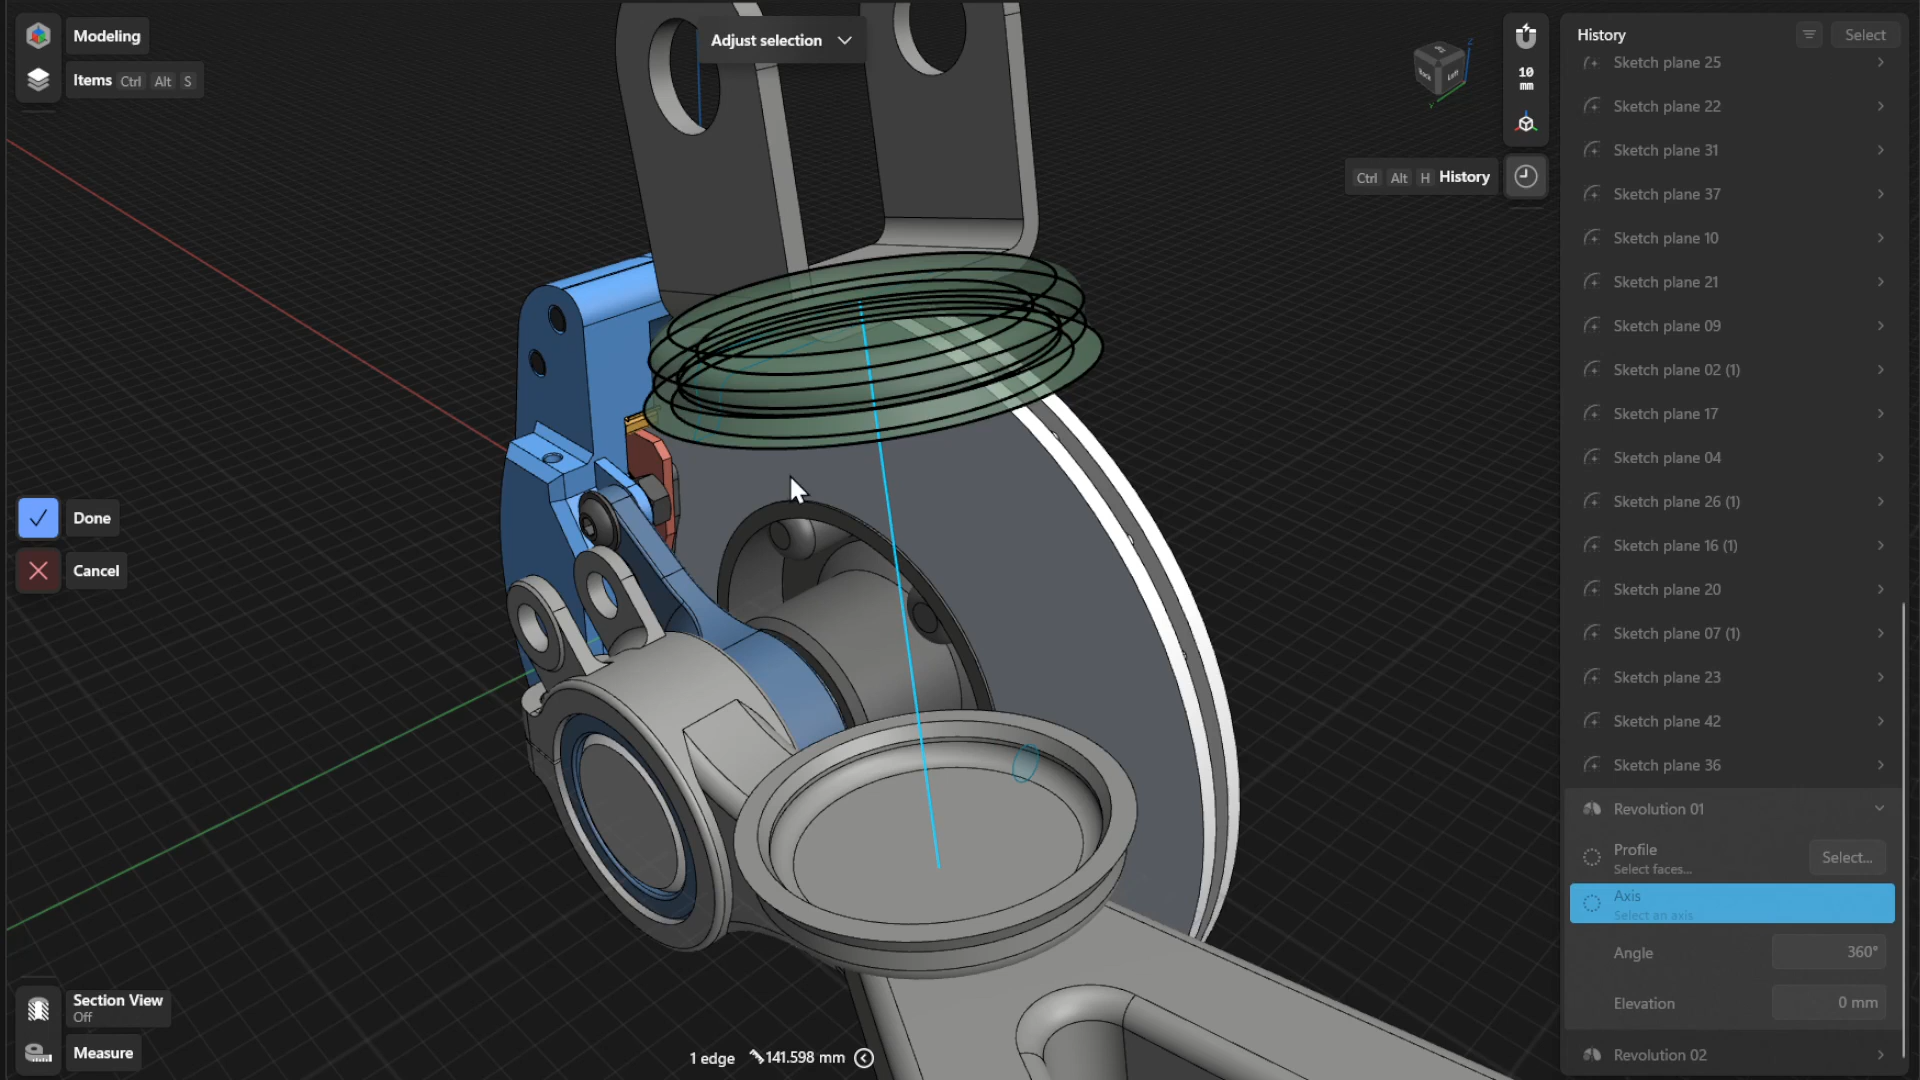 Modeling
Items Ctrl Alt S
Adjust selection
Done
Cancel
Section View
Off
Measure
1 edge 141.598 mm
Back
Left
Z
Y
10
mm
Ctrl Alt H History
History
Select
Sketch plane 25
Sketch plane 22
Sketch plane 31
Sketch plane 37
Sketch plane 10
Sketch plane 21
Sketch plane 09
Sketch plane 02 (1)
Sketch plane 17
Sketch plane 04
Sketch plane 26 (1)
Sketch plane 16 (1)
Sketch plane 20
Sketch plane 07 (1)
Sketch plane 23
Sketch plane 42
Sketch plane 36
Revolution 01
Profile
Select faces...
Select...
Axis
Select an axis
Angle 360°
Elevation 0 mm
Revolution 02